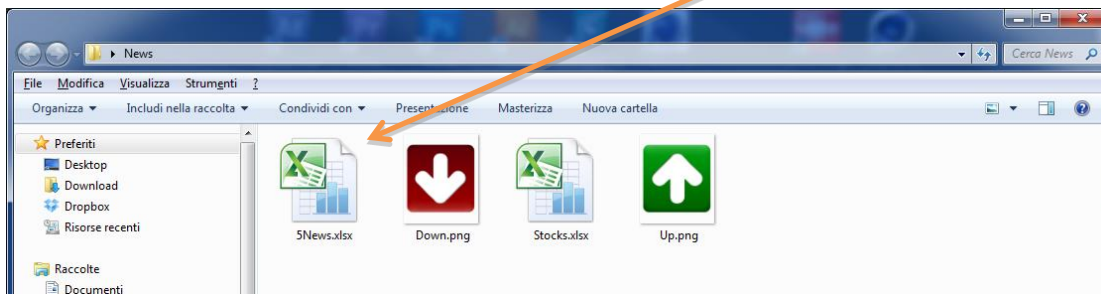 News
Cerca News
File Modifica Visualizza Strumenti ?
Organizza Includi nella raccolta Condividi con Presentazione Masterizza Nuova cartella
Preferiti
Desktop
Download
Dropbox
Risorse recenti
Raccolte
Documenti
5News.xlsx
Down.png
Stocks.xlsx
Up.png